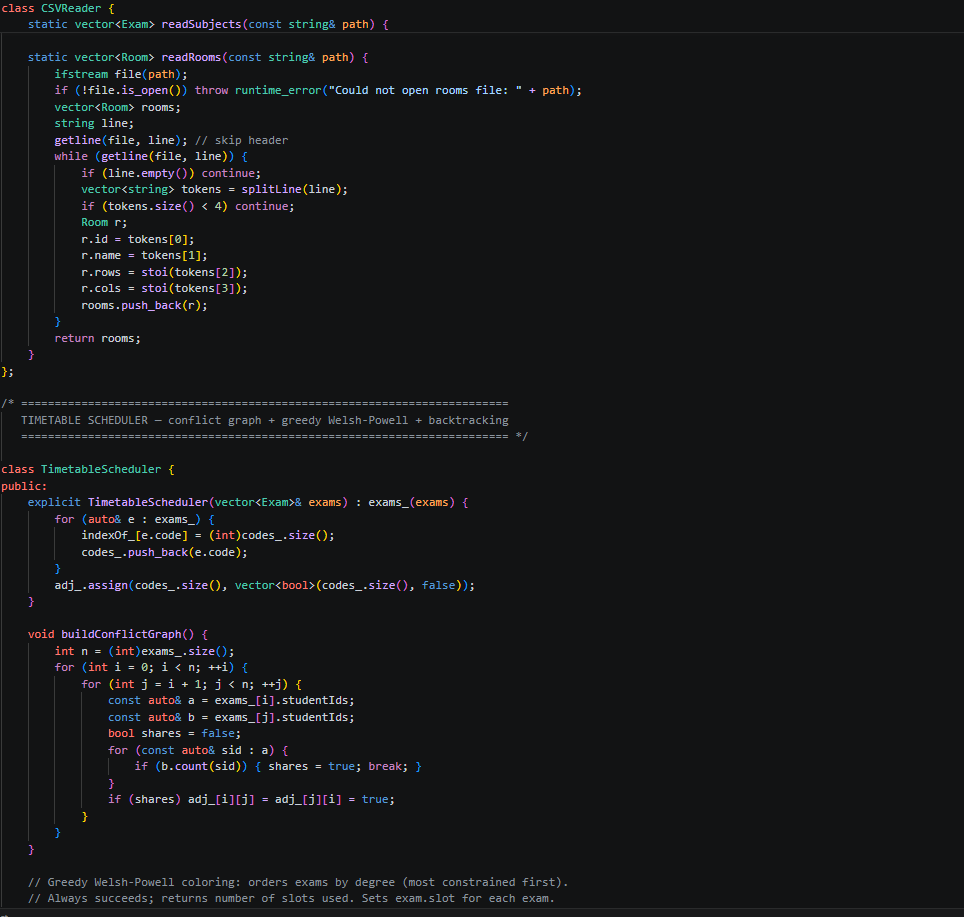 class CSVReader {
    static vector<Exam> readSubjects(const string& path) {

    static vector<Room> readRooms(const string& path) {
        ifstream file(path);
        if (!file.is_open()) throw runtime_error("Could not open rooms file: " + path);
        vector<Room> rooms;
        string line;
        getline(file, line); // skip header
        while (getline(file, line)) {
            if (line.empty()) continue;
            vector<string> tokens = splitLine(line);
            if (tokens.size() < 4) continue;
            Room r;
            r.id = tokens[0];
            r.name = tokens[1];
            r.rows = stoi(tokens[2]);
            r.cols = stoi(tokens[3]);
            rooms.push_back(r);
        }
        return rooms;
    }
};

/* =========================================================================
   TIMETABLE SCHEDULER — conflict graph + greedy Welsh-Powell + backtracking
   ========================================================================= */

class TimetableScheduler {
public:
    explicit TimetableScheduler(vector<Exam>& exams) : exams_(exams) {
        for (auto& e : exams_) {
            indexOf_[e.code] = (int)codes_.size();
            codes_.push_back(e.code);
        }
        adj_.assign(codes_.size(), vector<bool>(codes_.size(), false));
    }

    void buildConflictGraph() {
        int n = (int)exams_.size();
        for (int i = 0; i < n; ++i) {
            for (int j = i + 1; j < n; ++j) {
                const auto& a = exams_[i].studentIds;
                const auto& b = exams_[j].studentIds;
                bool shares = false;
                for (const auto& sid : a) {
                    if (b.count(sid)) { shares = true; break; }
                }
                if (shares) adj_[i][j] = adj_[j][i] = true;
            }
        }
    }

    // Greedy Welsh-Powell coloring: orders exams by degree (most constrained first).
    // Always succeeds; returns number of slots used. Sets exam.slot for each exam.